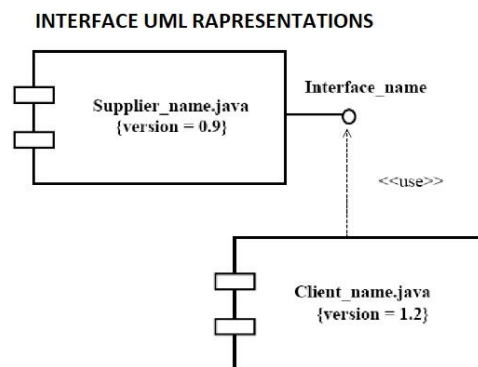 INTERFACE UML RAPRESENTATIONS
Supplier_name.java
{version = 0.9}
Interface_name
<<use>>
Client_name.java
{version = 1.2}